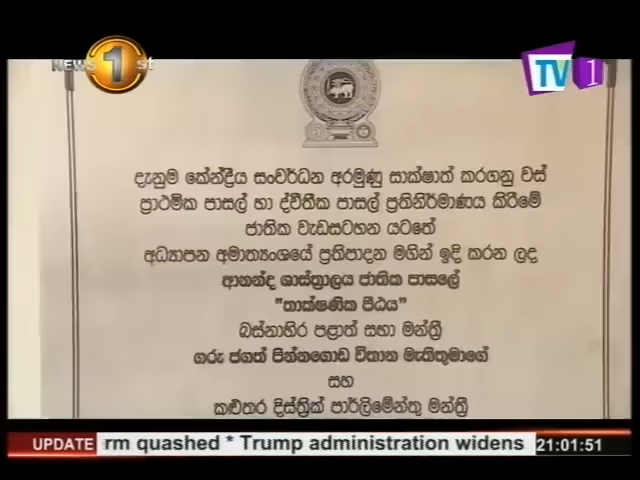 NEWS 1st
TV 1
දැනුම කේන්ද්‍රීය සංවර්ධන අරමුණු සාක්ෂාත් කරගනු වස්
ප්‍රාථමික පාසල් හා ද්විතීක පාසල් ප්‍රතිනිර්මාණය කිරීමේ
ජාතික වැඩසටහන යටතේ
අධ්‍යාපන අමාත්‍යංශයේ ප්‍රතිපාදන මගින් ඉදි කරන ලද
ආනන්ද ශාස්ත්‍රාලය ජාතික පාසලේ
"තාක්ෂණික පීඨය"
බස්නාහිර පළාත් සභා මන්ත්‍රී
ගරු ජගත් පින්නගොඩ විතාන මැතිතුමාගේ
සහ
කළුතර දිස්ත්‍රික් පාර්ලිමේන්තු මන්ත්‍රී
UPDATE rm quashed * Trump administration widens 21:01:51